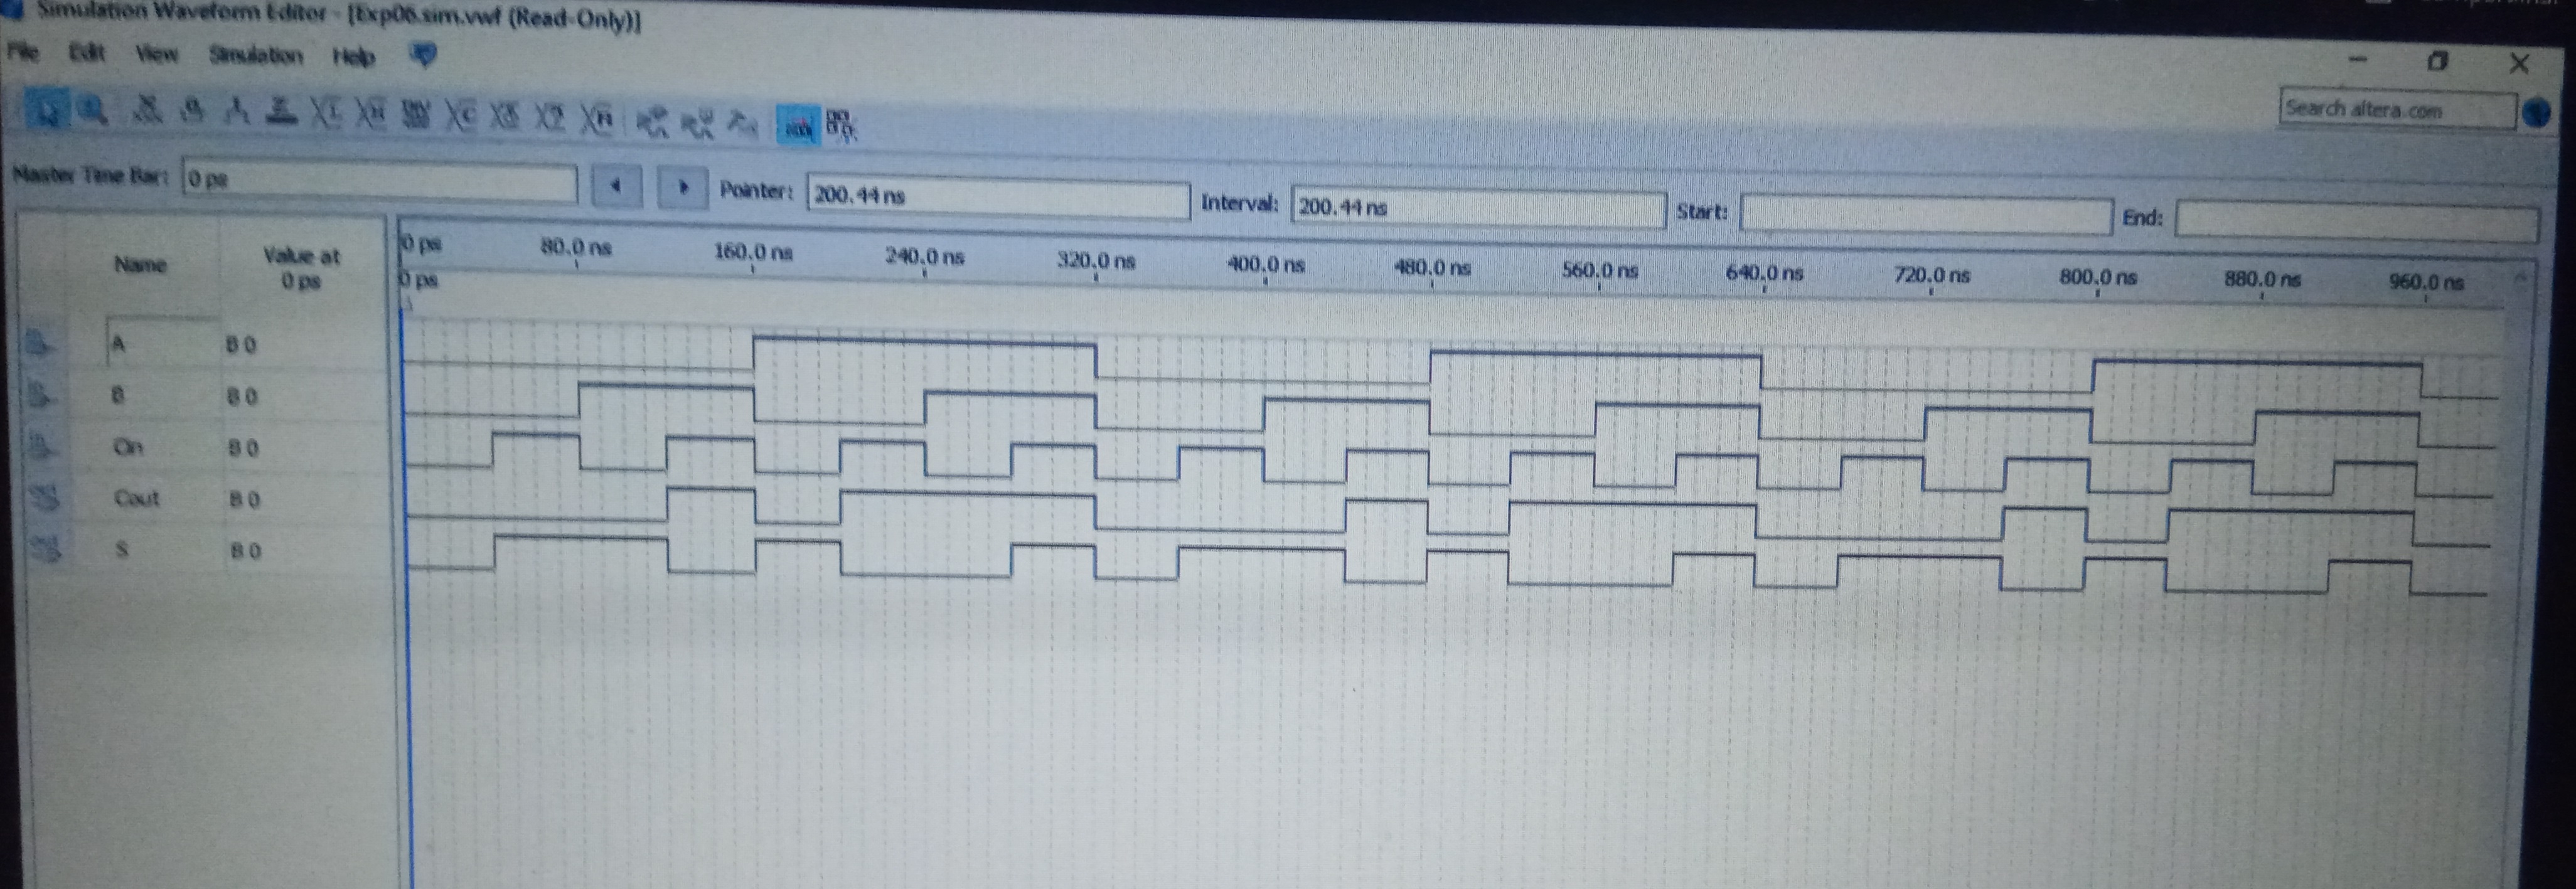 Simulation Waveform Editor - [Exp06.sim.vwf (Read-Only)]
File Edit View Simulation Help
Search altera.com
Master Time Bar: 0 ps Pointer: 200.44 ns Interval: 200.44 ns Start: End:
Name Value at 0 ps
0 ps 80.0 ns 160.0 ns 240.0 ns 320.0 ns 400.0 ns 480.0 ns 560.0 ns 640.0 ns 720.0 ns 800.0 ns 880.0 ns 960.0 ns
0 ps
A B 0
B B 0
Cin B 0
Cout B 0
S B 0